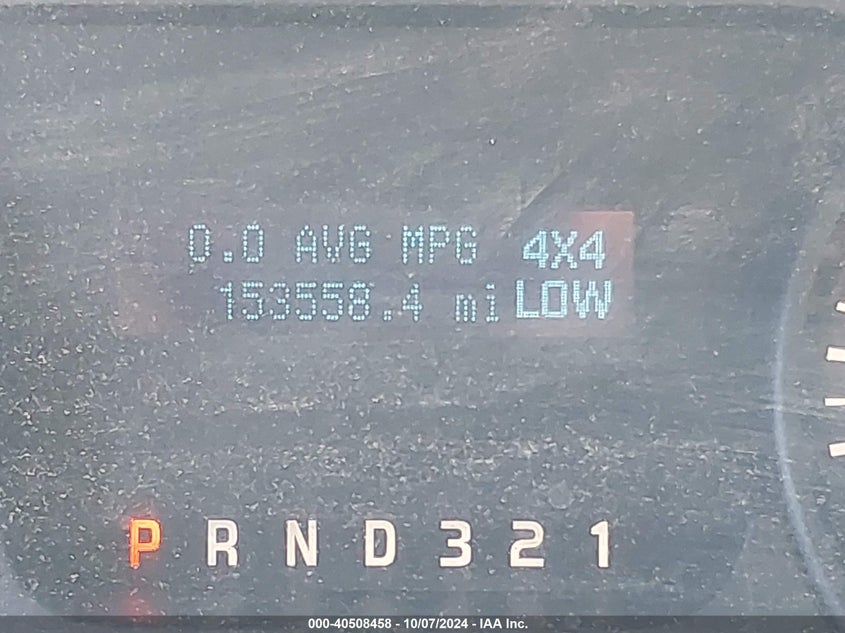 0.0 AVG MPG 4X4
153558.4 mi LOW
P R N D 3 2 1
000-40508458 - 10/07/2024 - IAA Inc.